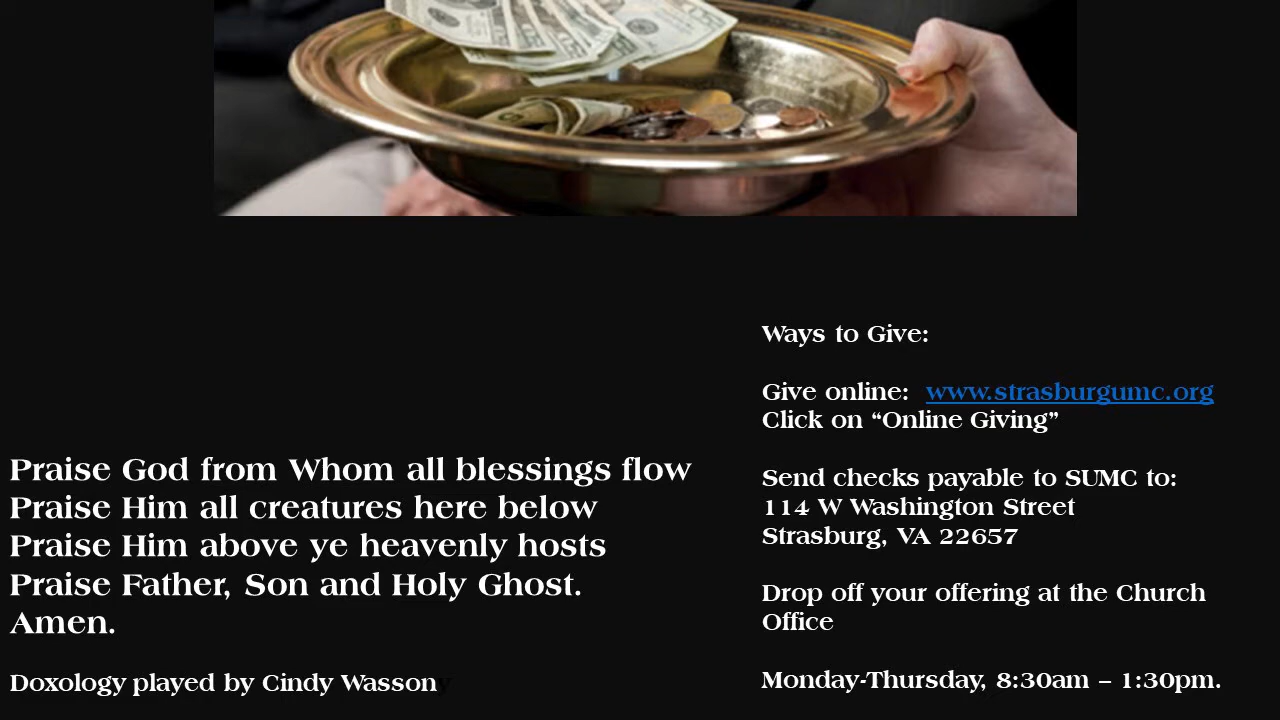 Praise God from Whom all blessings flow
Praise Him all creatures here below
Praise Him above ye heavenly hosts
Praise Father, Son and Holy Ghost.
Amen.
Doxology played by Cindy Wasson
Ways to Give:
Give online: www.strasburgumc.org
Click on “Online Giving”
Send checks payable to SUMC to:
114 W Washington Street
Strasburg, VA 22657
Drop off your offering at the Church
Office
Monday-Thursday, 8:30am – 1:30pm.